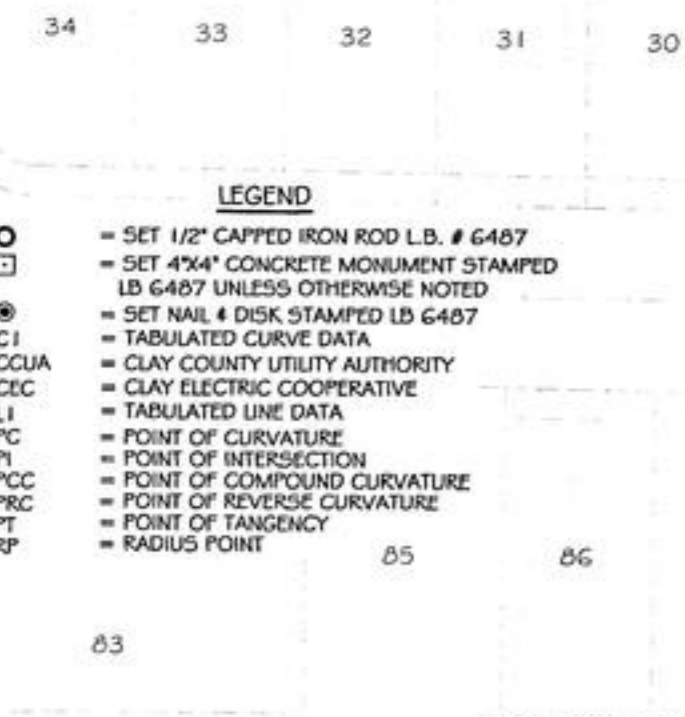 34 33 32 31 30
LEGEND
= SET 1/2" CAPPED IRON ROD L.B. # 6487
= SET 4"X4" CONCRETE MONUMENT STAMPED
LB 6487 UNLESS OTHERWISE NOTED
= SET NAIL & DISK STAMPED LB 6487
C1 = TABULATED CURVE DATA
CCUA = CLAY COUNTY UTILITY AUTHORITY
CEC = CLAY ELECTRIC COOPERATIVE
L1 = TABULATED LINE DATA
PC = POINT OF CURVATURE
PI = POINT OF INTERSECTION
PCC = POINT OF COMPOUND CURVATURE
PRC = POINT OF REVERSE CURVATURE
PT = POINT OF TANGENCY
RP = RADIUS POINT
85 86
83